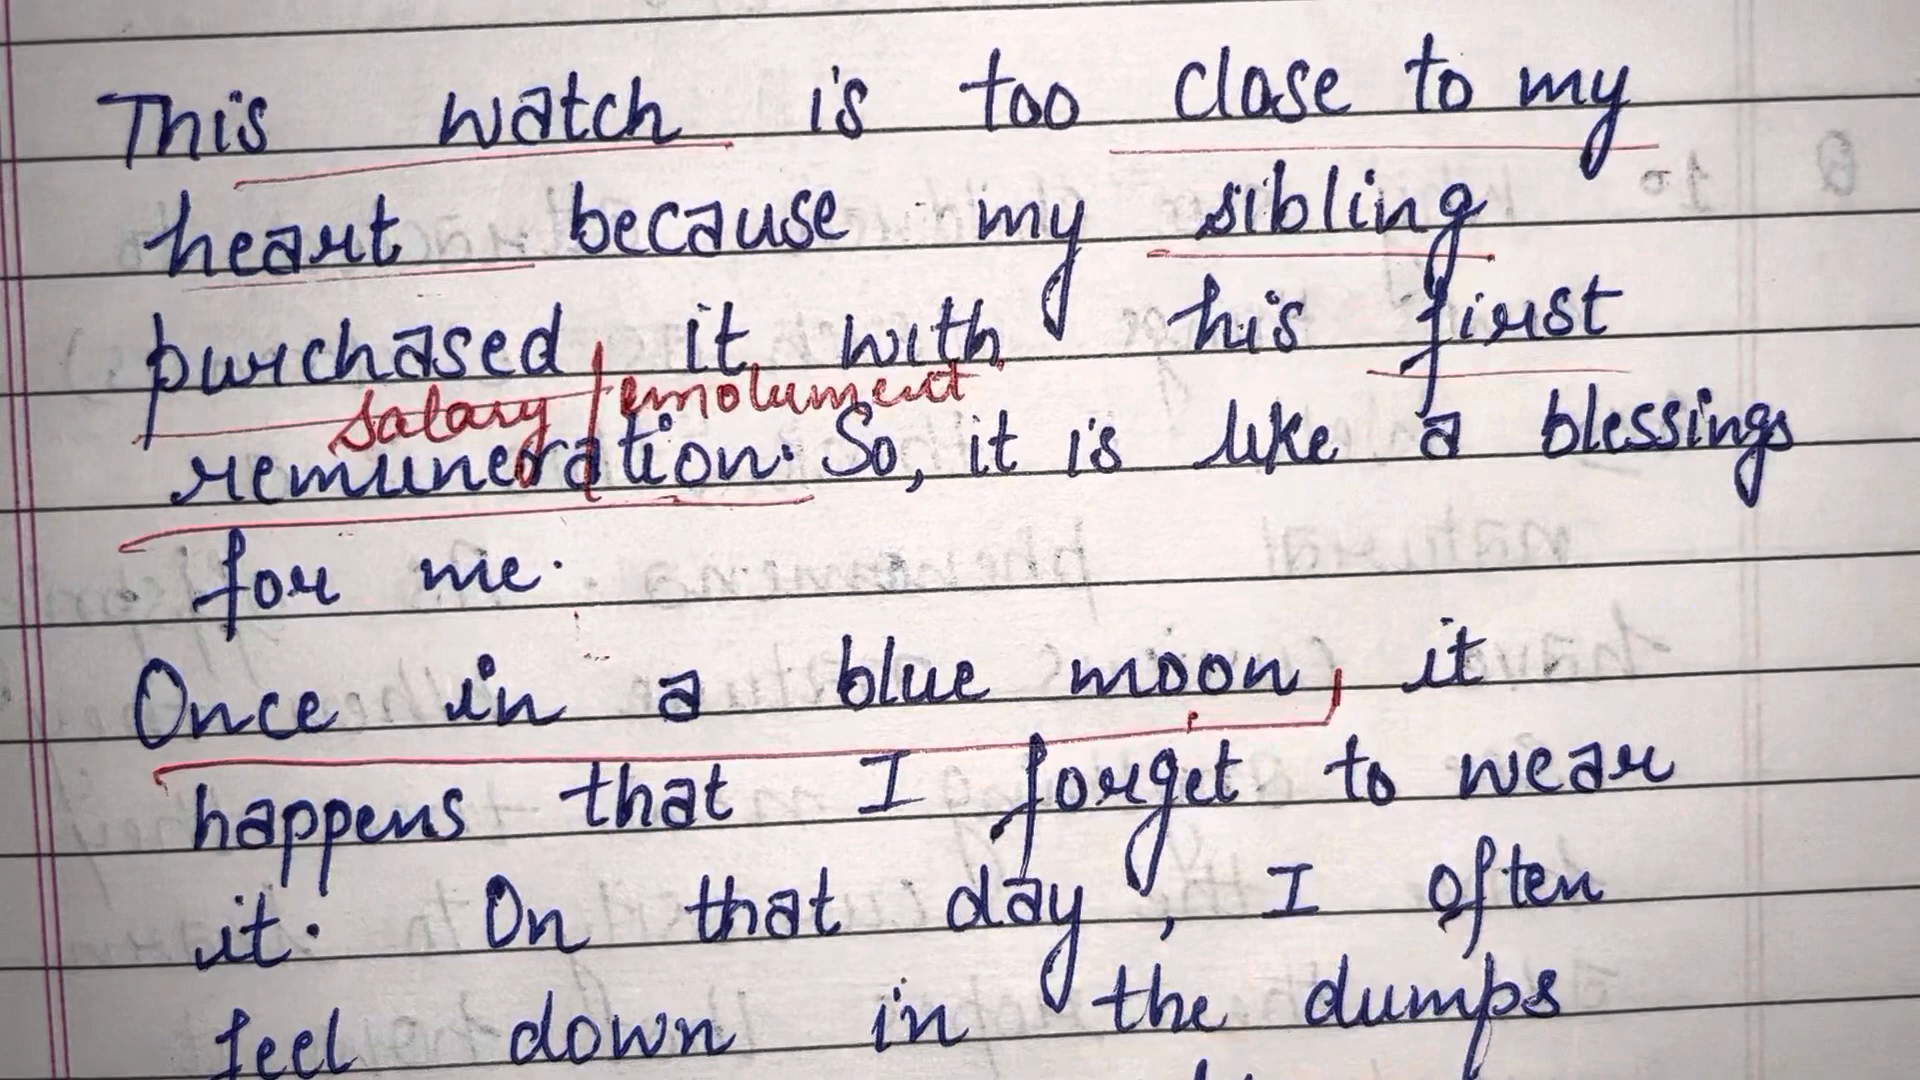 This watch is too close to my
heart because my sibling
purchased it with his first
salary / emolument
remuneration. So, it is like a blessings
for me.
Once in a blue moon, it
happens that I forget to wear
it. On that day, I often
feel down in the dumps